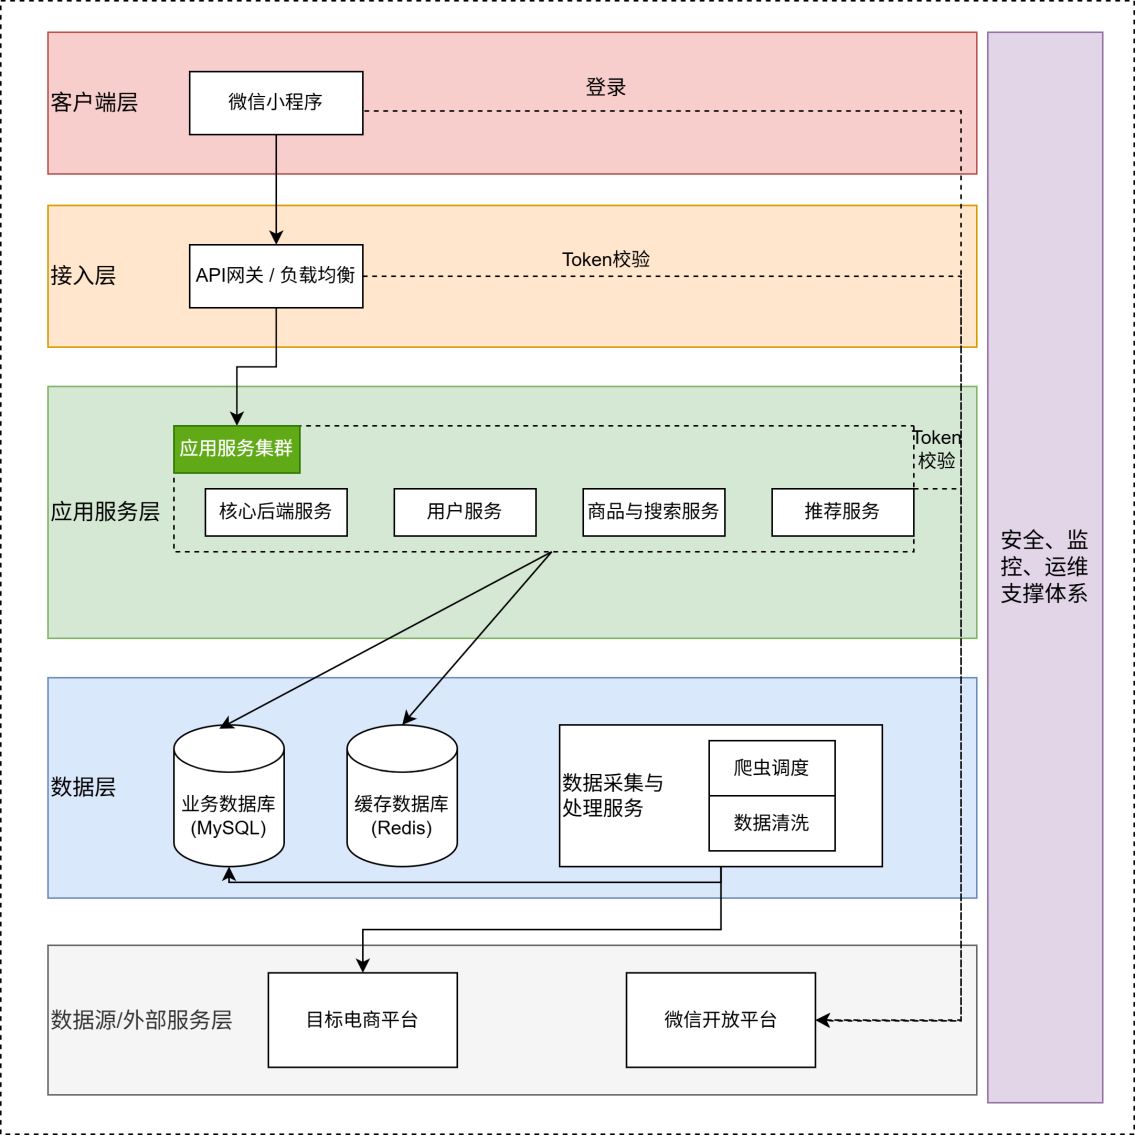 客户端层
微信小程序
登录
接入层
API网关 / 负载均衡
Token校验
应用服务集群
Token
校验
应用服务层
核心后端服务
用户服务
商品与搜索服务
推荐服务
安全、监
控、运维
支撑体系
数据层
业务数据库
(MySQL)
缓存数据库
(Redis)
数据采集与
处理服务
爬虫调度
数据清洗
数据源/外部服务层
目标电商平台
微信开放平台